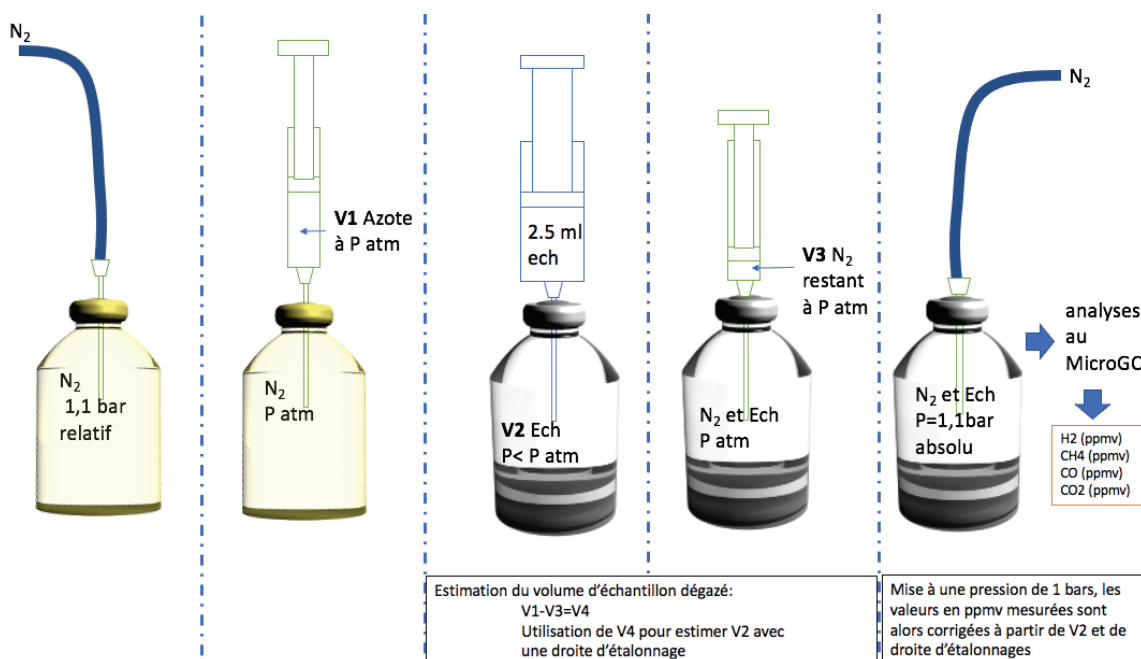 N2
N2
1,1 bar
relatif
V1 Azote
à P atm
N2
P atm
2.5 ml
ech
V2 Ech
P< P atm
V3 N2
restant
à P atm
N2 et Ech
P atm
N2
N2 et Ech
P=1,1bar
absolu
analyses
au
MicroGC
H2 (ppmv)
CH4 (ppmv)
CO (ppmv)
CO2 (ppmv)
Estimation du volume d’échantillon dégazé:
V1-V3=V4
Utilisation de V4 pour estimer V2 avec
une droite d’étalonnage
Mise à une pression de 1 bars, les
valeurs en ppmv mesurées sont
alors corrigées à partir de V2 et de
droite d’étalonnages